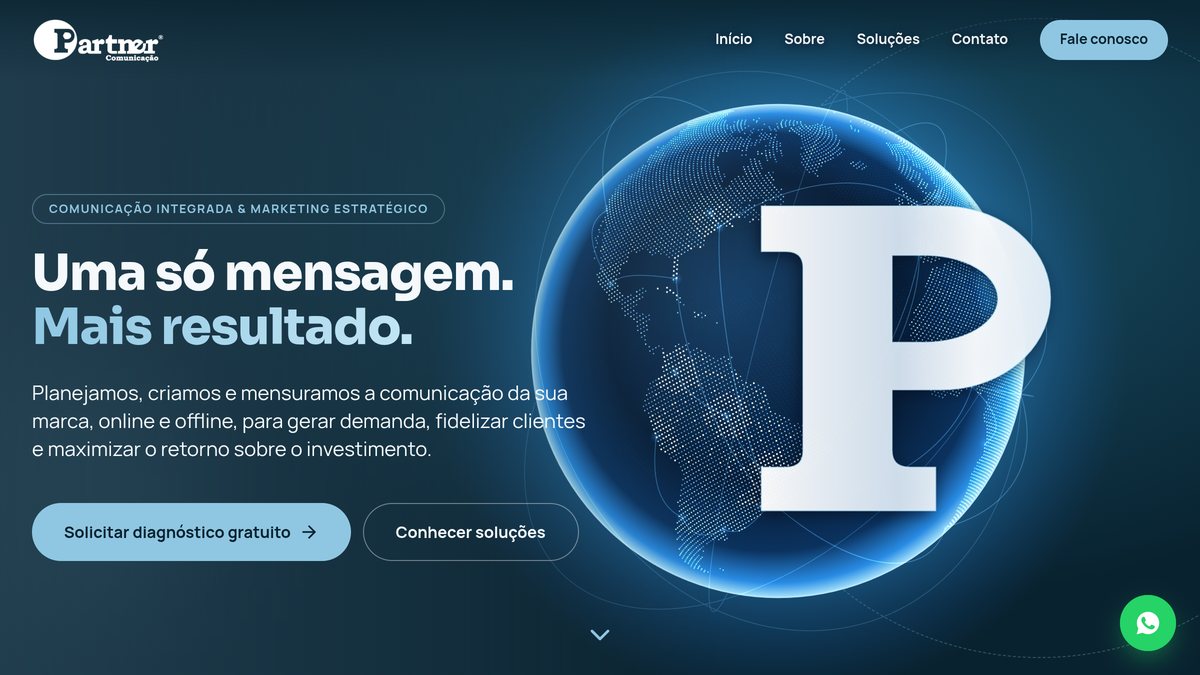 Partner®
Comunicação
Início
Sobre
Soluções
Contato
Fale conosco
COMUNICAÇÃO INTEGRADA & MARKETING ESTRATÉGICO
Uma só mensagem.
Mais resultado.
Planejamos, criamos e mensuramos a comunicação da sua
marca, online e offline, para gerar demanda, fidelizar clientes
e maximizar o retorno sobre o investimento.
Solicitar diagnóstico gratuito →
Conhecer soluções
P